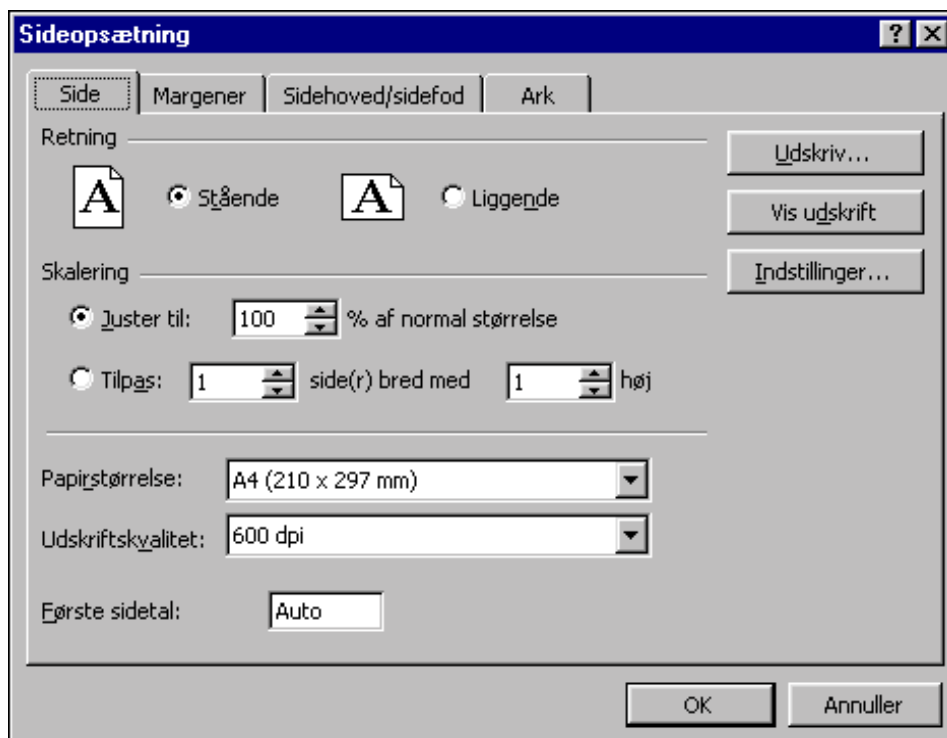 Sideopsætning
Side Margener Sidehoved/sidefod Ark
Retning
A Stående A Liggende
Udskriv...
Vis udskrift
Indstillinger...
Skalering
Juster til: 100 % af normal størrelse
Tilpas: 1 side(r) bred med 1 høj
Papirstørrelse: A4 (210 x 297 mm)
Udskriftskvalitet: 600 dpi
Første sidetal: Auto
OK Annuller